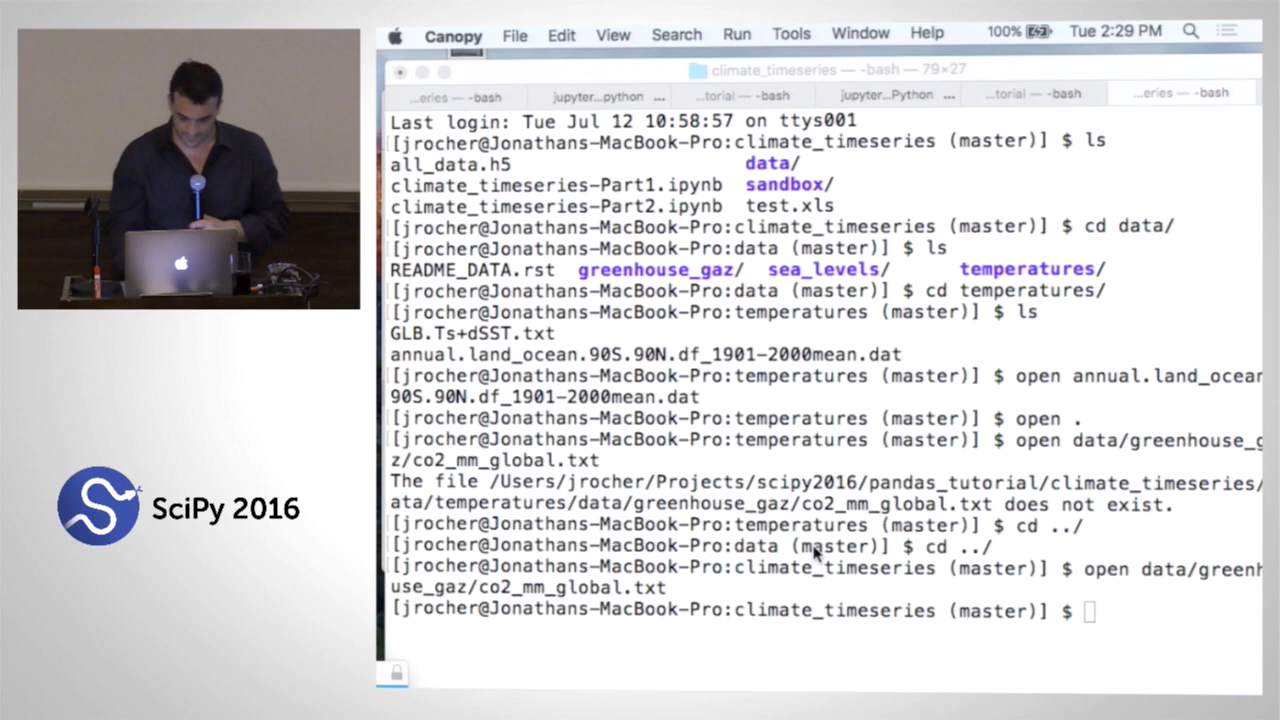 Canopy File Edit View Search Run Tools Window Help 100% Tue 2:29 PM
climate_timeseries — -bash — 79×27
...eries — -bash jupyter...python ... ...torial — -bash jupyter...Python ... ...torial — -bash ...eries — -bash
Last login: Tue Jul 12 10:58:57 on ttys001
[jrocher@Jonathans-MacBook-Pro:climate_timeseries (master)] $ ls
all_data.h5 data/
climate_timeseries-Part1.ipynb sandbox/
climate_timeseries-Part2.ipynb test.xls
[jrocher@Jonathans-MacBook-Pro:climate_timeseries (master)] $ cd data/
[jrocher@Jonathans-MacBook-Pro:data (master)] $ ls
README_DATA.rst greenhouse_gaz/ sea_levels/ temperatures/
[jrocher@Jonathans-MacBook-Pro:data (master)] $ cd temperatures/
[jrocher@Jonathans-MacBook-Pro:temperatures (master)] $ ls
GLB.Ts+dSST.txt
annual.land_ocean.90S.90N.df_1901-2000mean.dat
[jrocher@Jonathans-MacBook-Pro:temperatures (master)] $ open annual.land_ocean
90S.90N.df_1901-2000mean.dat
[jrocher@Jonathans-MacBook-Pro:temperatures (master)] $ open .
[jrocher@Jonathans-MacBook-Pro:temperatures (master)] $ open data/greenhouse_g
z/co2_mm_global.txt
The file /Users/jrocher/Projects/scipy2016/pandas_tutorial/climate_timeseries/
ata/temperatures/data/greenhouse_gaz/co2_mm_global.txt does not exist.
[jrocher@Jonathans-MacBook-Pro:temperatures (master)] $ cd ../
[jrocher@Jonathans-MacBook-Pro:data (master)] $ cd ../
[jrocher@Jonathans-MacBook-Pro:climate_timeseries (master)] $ open data/greenh
use_gaz/co2_mm_global.txt
[jrocher@Jonathans-MacBook-Pro:climate_timeseries (master)] $
SciPy 2016